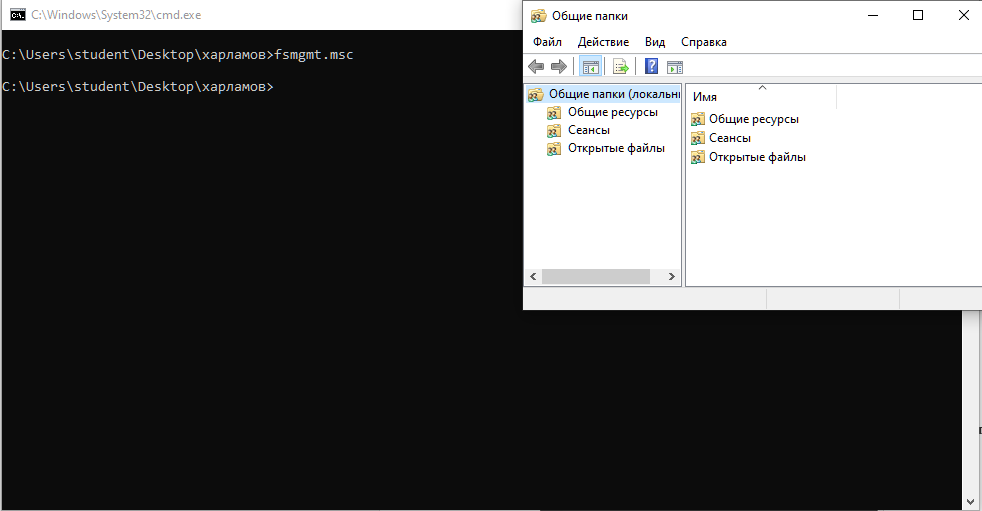 C:\Windows\System32\cmd.exe
C:\Users\student\Desktop\харламов>fsmgmt.msc
C:\Users\student\Desktop\харламов>
Общие папки
Файл Действие Вид Справка
Общие папки (локальн
Общие ресурсы
Сеансы
Открытые файлы
Имя
Общие ресурсы
Сеансы
Открытые файлы